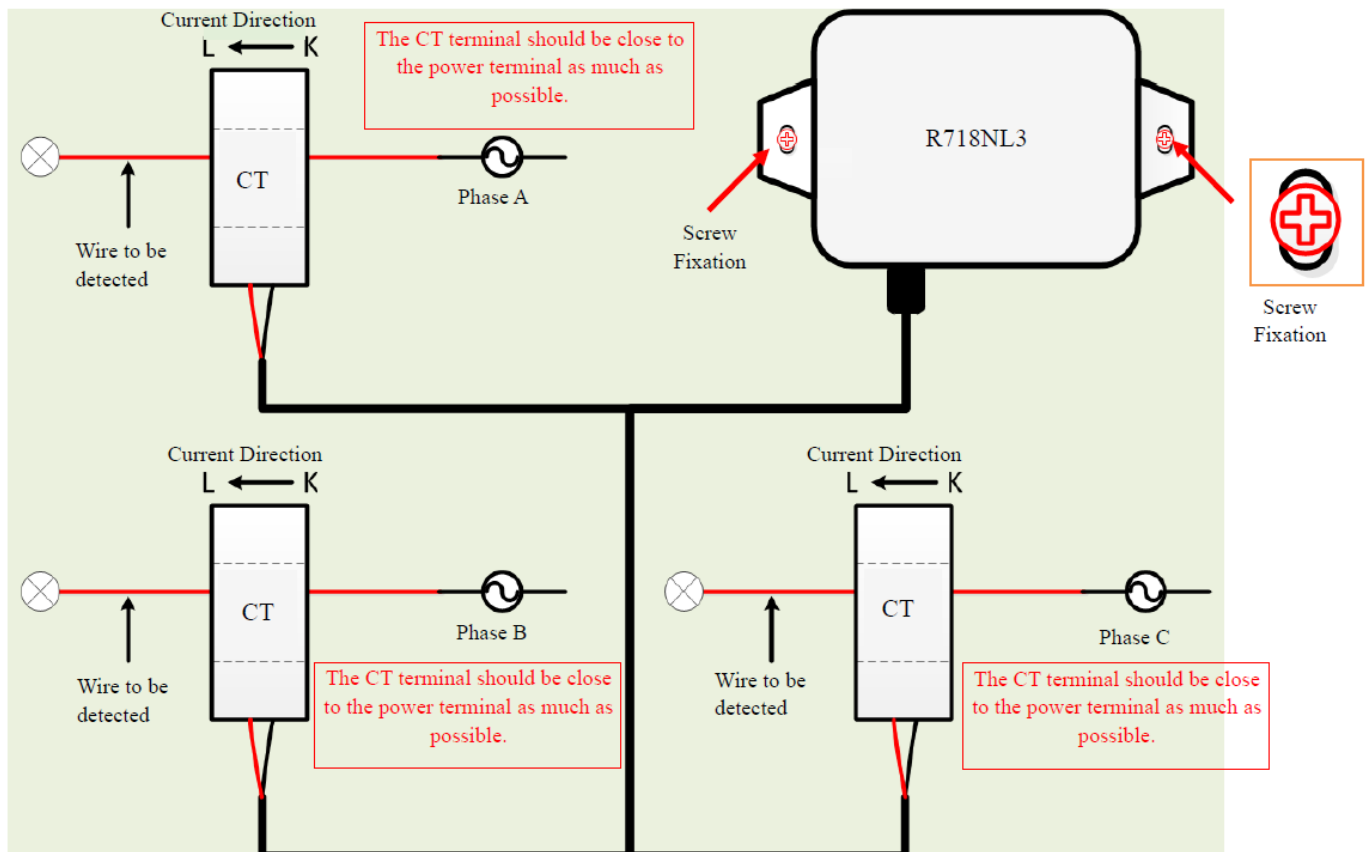 Current Direction
L K
The CT terminal should be close to
the power terminal as much as
possible.
CT
Phase A
Wire to be
detected
R718NL3
Screw
Fixation
Screw
Fixation
Current Direction
L K
CT
Phase B
Wire to be
detected
The CT terminal should be close
to the power terminal as much as
possible.
Current Direction
L K
CT
Phase C
Wire to be
detected
The CT terminal should be close
to the power terminal as much as
possible.